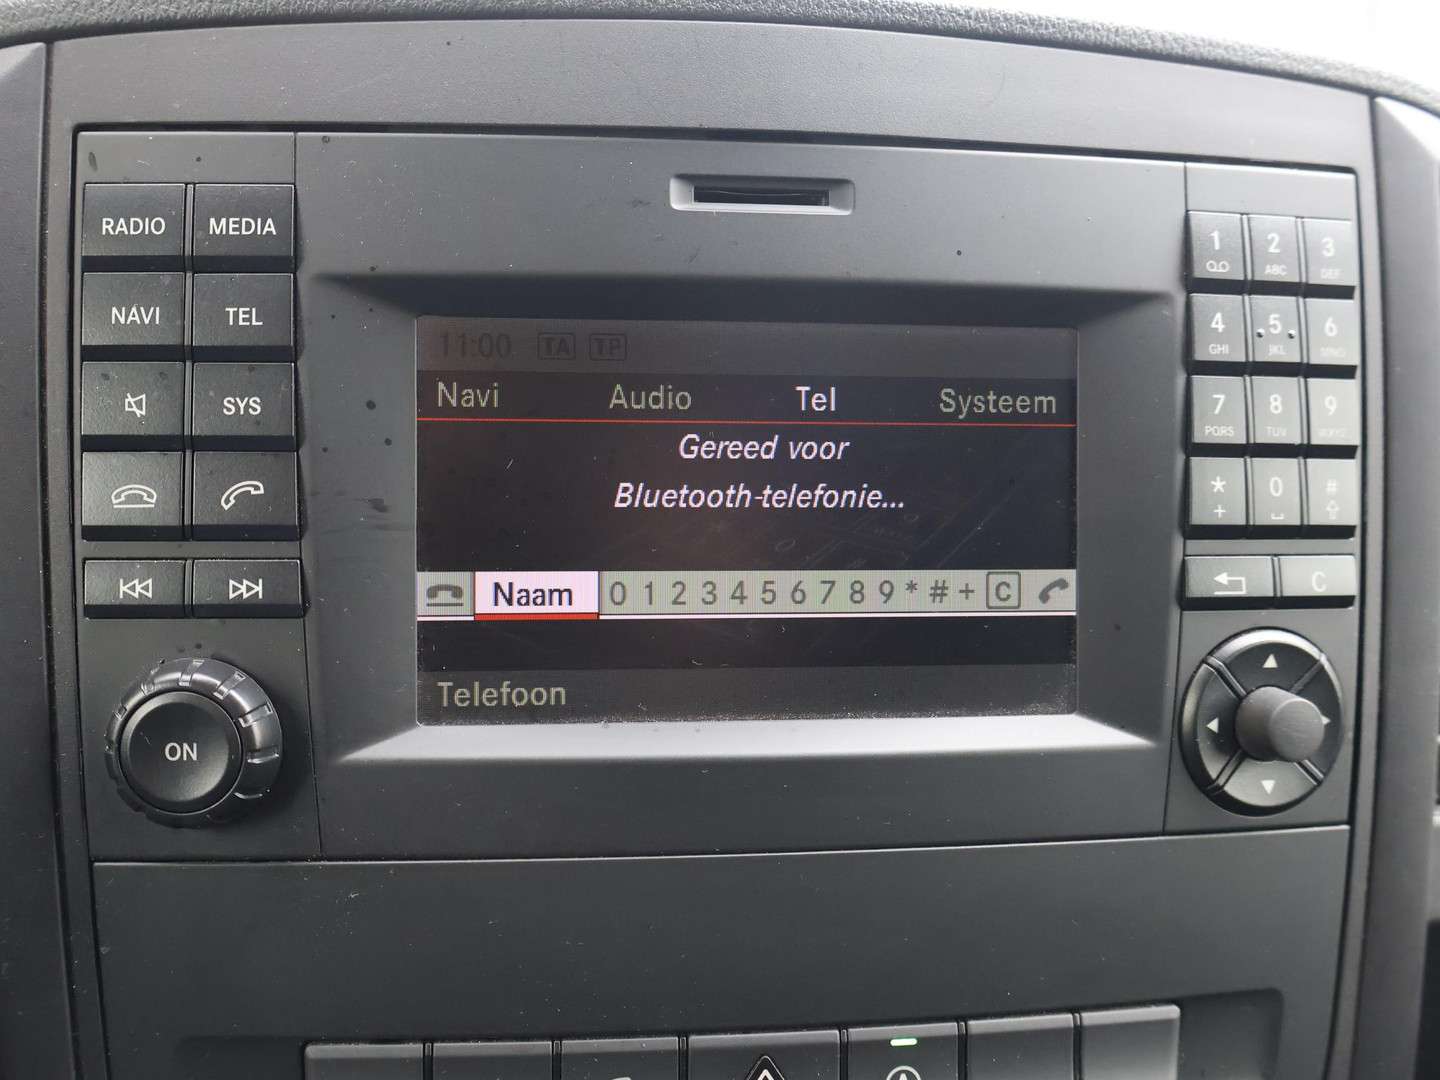 RADIO MEDIA
NAVI TEL
SYS
ON
11:00 TA TP
Navi Audio Tel Systeem
Gereed voor
Bluetooth-telefonie...
Naam 0 1 2 3 4 5 6 7 8 9 * # + C
Telefoon
1 2 3
ABC DEF
4 5 6
GHI JKL MNO
7 8 9
PQRS TUV WXYZ
* 0 #
+
C